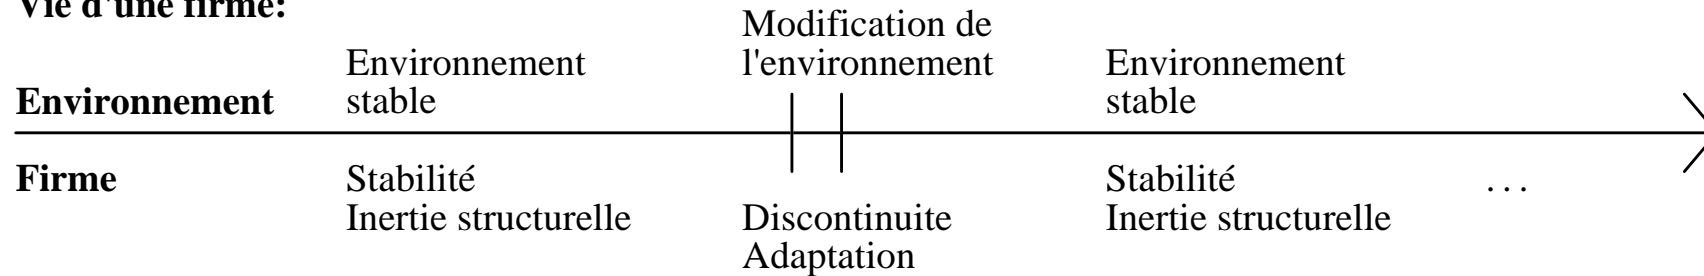 Vie d'une firme:
Modification de
Environnement l'environnement Environnement
Environnement stable stable
Firme Stabilité Stabilité ...
Inertie structurelle Discontinuite Inertie structurelle
Adaptation